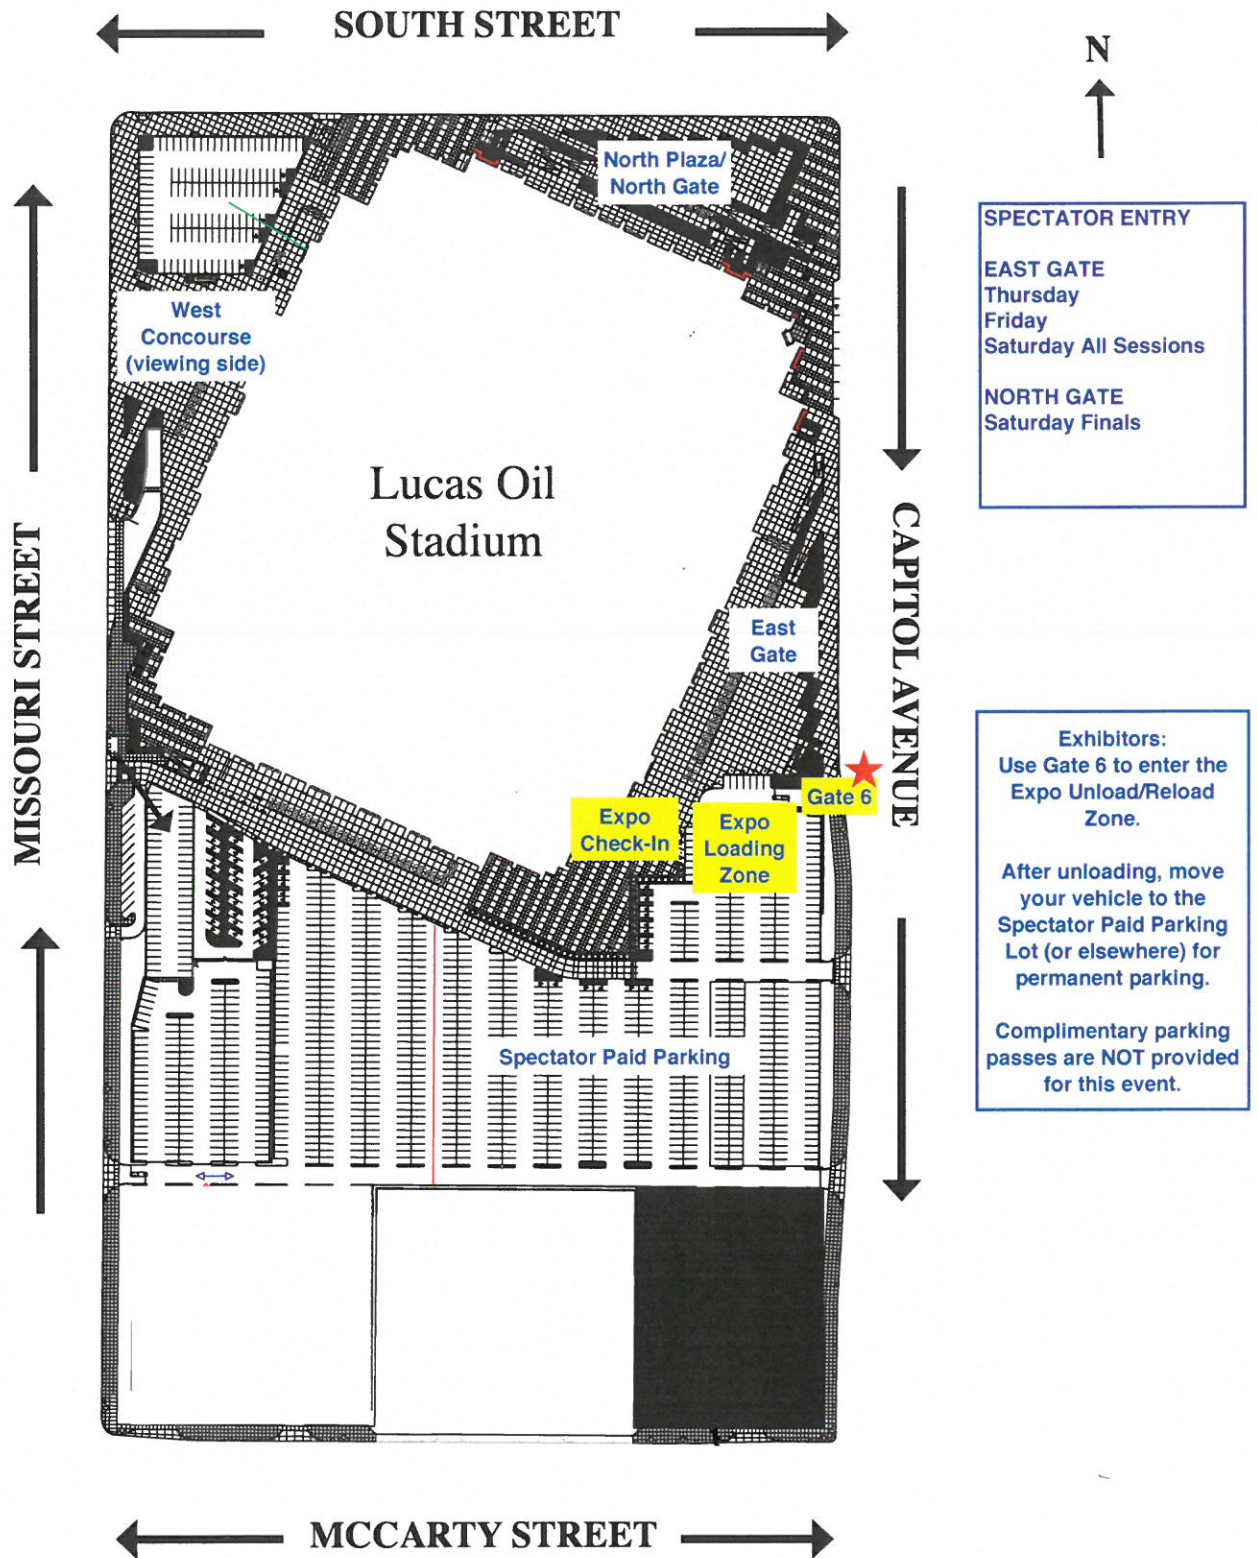 SOUTH STREET
N
North Plaza/
North Gate
SPECTATOR ENTRY
EAST GATE
Thursday
Friday
Saturday All Sessions
NORTH GATE
Saturday Finals
West
Concourse
(viewing side)
Lucas Oil
Stadium
MISSOURI STREET
CAPITOL AVENUE
East
Gate
Gate 6
Expo
Check-In
Expo
Loading
Zone
Exhibitors:
Use Gate 6 to enter the
Expo Unload/Reload
Zone.
After unloading, move
your vehicle to the
Spectator Paid Parking
Lot (or elsewhere) for
permanent parking.
Complimentary parking
passes are NOT provided
for this event.
Spectator Paid Parking
MCCARTY STREET